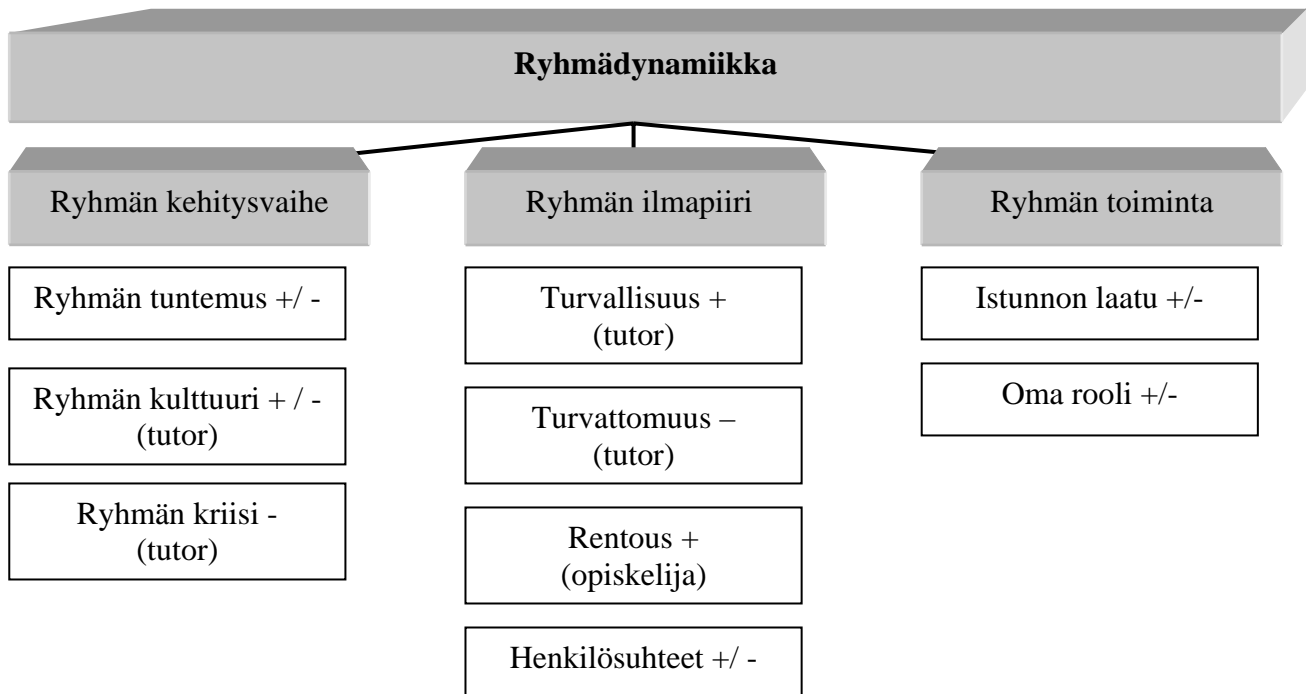 Ryhmädynamiikka
Ryhmän kehitysvaihe
Ryhmän tuntemus +/ -
Ryhmän kulttuuri + / -
(tutor)
Ryhmän kriisi -
(tutor)
Ryhmän ilmapiiri
Turvallisuus +
(tutor)
Turvattomuus –
(tutor)
Rentous +
(opiskelija)
Henkilösuhteet +/ -
Ryhmän toiminta
Istunnon laatu +/-
Oma rooli +/-